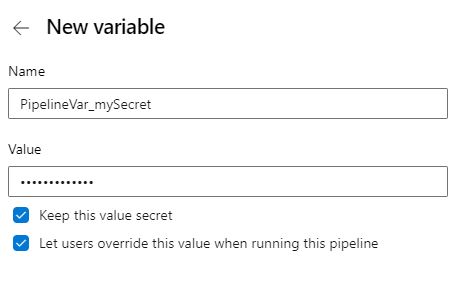 New variable
Name
PipelineVar_mySecret
Value
•••••••••••••
Keep this value secret
Let users override this value when running this pipeline